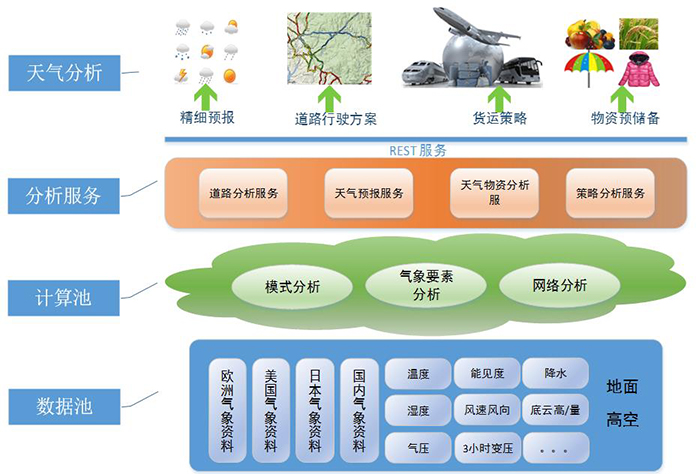 天气分析
精细预报
道路行驶方案
货运策略
物资预储备
REST 服务
分析服务
道路分析服务
天气预报服务
天气物资分析
服
策略分析服务
计算池
模式分析
气象要素
分析
网络分析
数据池
欧洲气象资料
美国气象资料
日本气象资料
国内气象资料
温度
能见度
降水
湿度
风速风向
底云高/量
气压
3小时变压
。。。
地面
高空